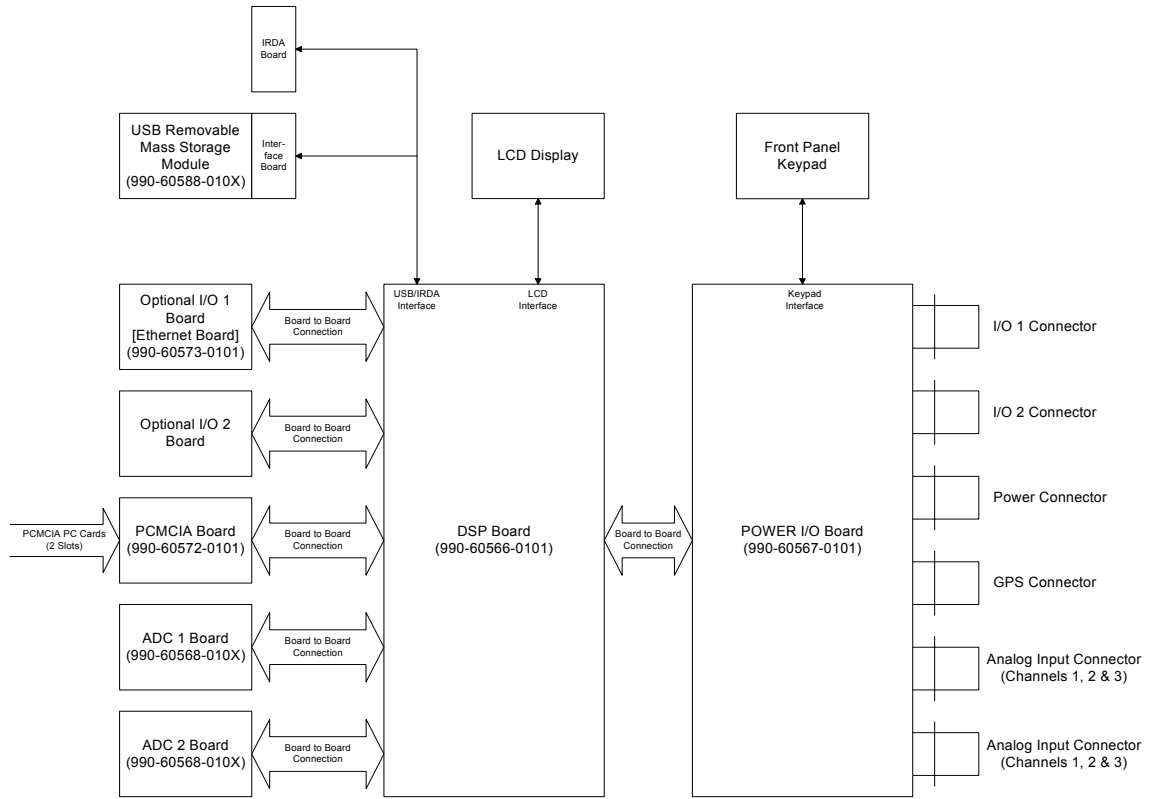 IRDA
Board
USB Removable
Mass Storage
Module
(990-60588-010X)
Inter-
face
Board
LCD Display
Front Panel
Keypad
USB/IRDA
Interface
LCD
Interface
Keypad
Interface
Optional I/O 1
Board
[Ethernet Board]
(990-60573-0101)
Board to Board
Connection
I/O 1 Connector
Optional I/O 2
Board
Board to Board
Connection
I/O 2 Connector
Power Connector
PCMCIA PC Cards
(2 Slots)
PCMCIA Board
(990-60572-0101)
Board to Board
Connection
DSP Board
(990-60566-0101)
Board to Board
Connection
POWER I/O Board
(990-60567-0101)
GPS Connector
ADC 1 Board
(990-60568-010X)
Board to Board
Connection
Analog Input Connector
(Channels 1, 2 & 3)
ADC 2 Board
(990-60568-010X)
Board to Board
Connection
Analog Input Connector
(Channels 1, 2 & 3)